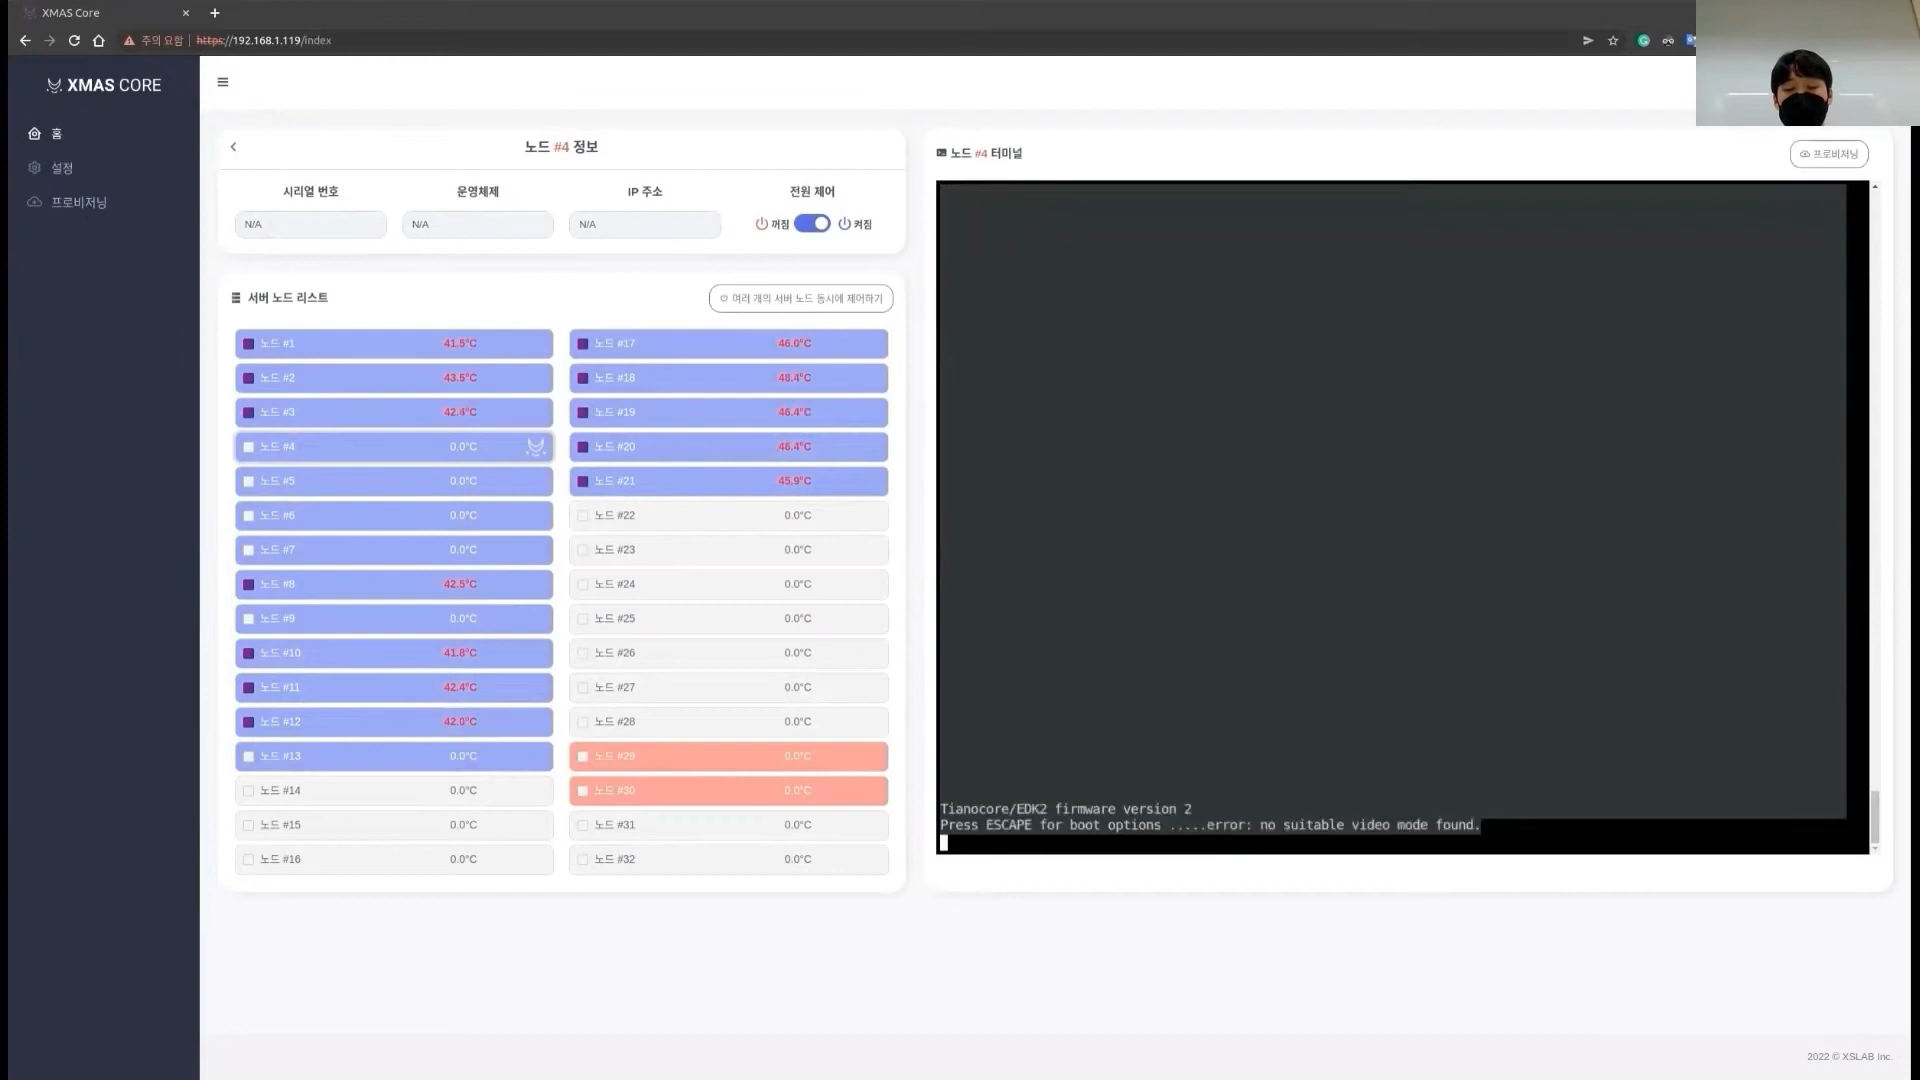 XMAS Core
주의 요함 | https://192.168.1.119/index
XMAS CORE
홈
설정
프로비저닝
노드 #4 정보
시리얼 번호
운영체제
IP 주소
전원 제어
N/A
N/A
N/A
꺼짐
켜짐
서버 노드 리스트
여러 개의 서버 노드 동시에 제어하기
노드 #1 41.5°C
노드 #2 43.5°C
노드 #3 42.4°C
노드 #4 0.0°C
노드 #5 0.0°C
노드 #6 0.0°C
노드 #7 0.0°C
노드 #8 42.5°C
노드 #9 0.0°C
노드 #10 41.8°C
노드 #11 42.4°C
노드 #12 42.0°C
노드 #13 0.0°C
노드 #14 0.0°C
노드 #15 0.0°C
노드 #16 0.0°C
노드 #17 46.0°C
노드 #18 48.4°C
노드 #19 46.4°C
노드 #20 46.4°C
노드 #21 45.9°C
노드 #22 0.0°C
노드 #23 0.0°C
노드 #24 0.0°C
노드 #25 0.0°C
노드 #26 0.0°C
노드 #27 0.0°C
노드 #28 0.0°C
노드 #29 0.0°C
노드 #30 0.0°C
노드 #31 0.0°C
노드 #32 0.0°C
노드 #4 터미널
프로비저닝
Tianocore/EDK2 firmware version 2
Press ESCAPE for boot options .....error: no suitable video mode found.
2022 © XSLAB Inc.